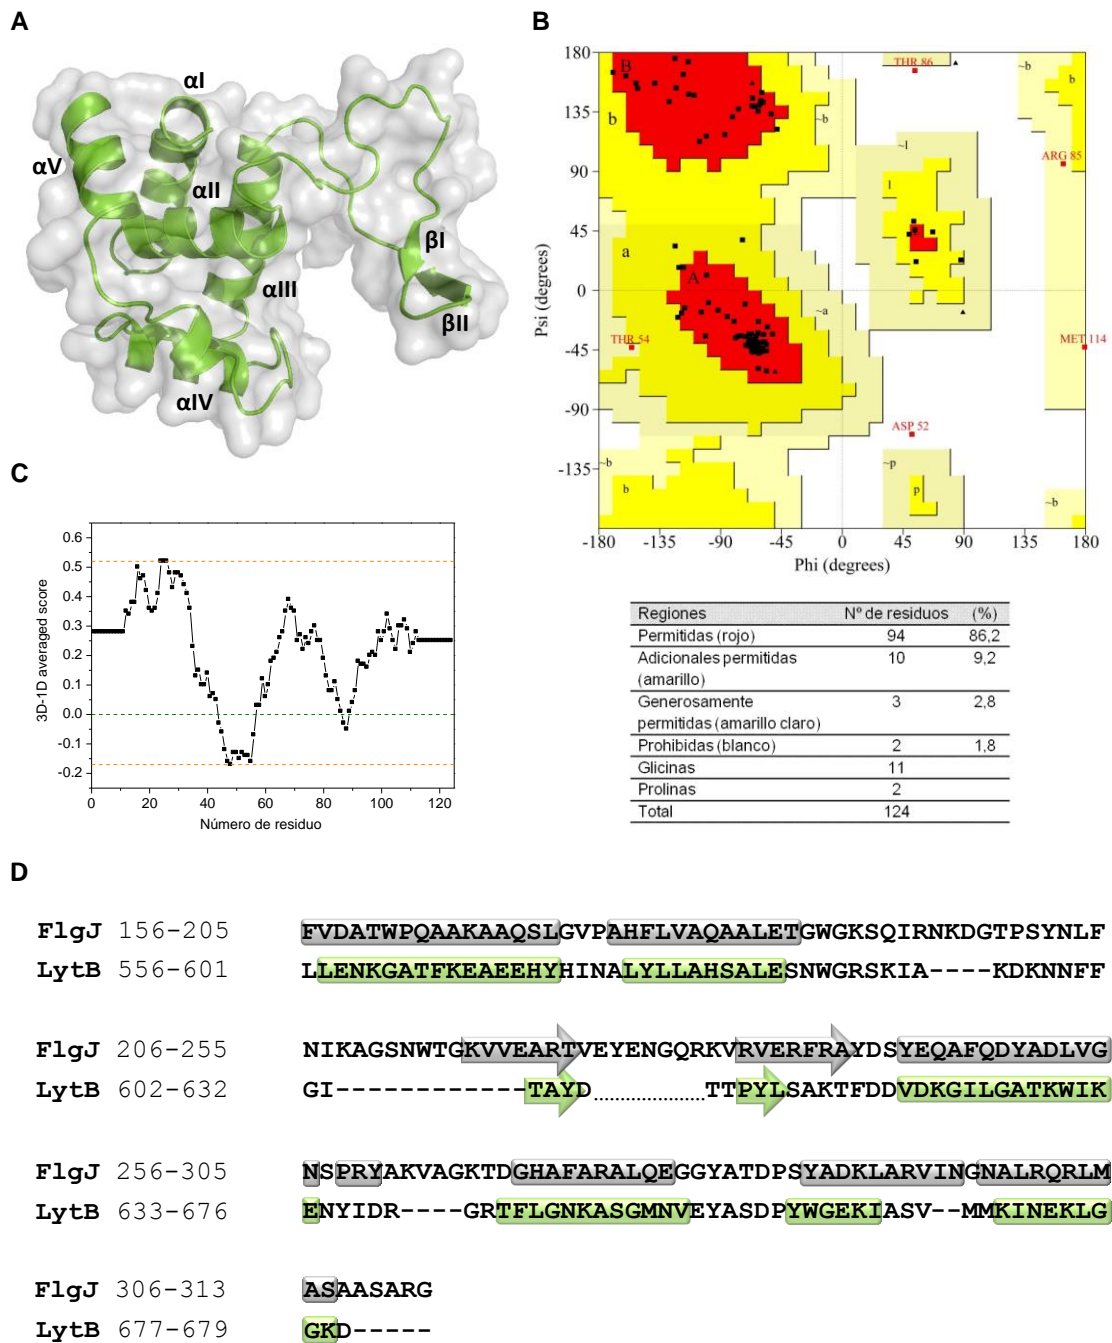 A
αI
αV
αII
βI
αIII
βII
αIV
B
180
135
90
45
0
-45
-90
-135
-180 -135 -90 -45 0 45 90 135 180
Psi (degrees)
Phi (degrees)
B
b
~b
THR 86
~b
b
~l
ARG 85
l
a
A
~a
THR 54
MET 114
ASP 52
~b
b
~p
p
~b
Regiones Nº de residuos (%)
Permitidas (rojo) 94 86,2
Adicionales permitidas 10 9,2
(amarillo)
Generosamente 3 2,8
permitidas (amarillo claro)
Prohibidas (blanco) 2 1,8
Glicinas 11
Prolinas 2
Total 124
C
0.6
0.5
0.4
0.3
0.2
0.1
0.0
-0.1
-0.2
0 20 40 60 80 100 120
3D-1D averaged score
Número de residuo
D
FlgJ 156-205 FVDATWPQAAKAAQSLGVPAHFLVAQAALETGWGKSQIRNKDGTPSYNLF
LytB 556-601 LLENKGATFKEAEEHYHINALYLLAHSALESNWGRSKIA----KDKNNFF
FlgJ 206-255 NIKAGSNWTGKVVEARTVEYENGQRKVRVERFRAYDSYEQAFQDYADLVG
LytB 602-632 GI------------TAYD....................TTPYLSAKTFDDVDKGILGATKWIK
FlgJ 256-305 NSPRYAKVAGKTDGHAFARALQEGGYATDPSYADKLARVINGNALRQRLM
LytB 633-676 ENYIDR----GRTFLGNKASGMNVEYASDPYWGEKIASV--MMKINEKLG
FlgJ 306-313 ASAASARG
LytB 677-679 GKD-----